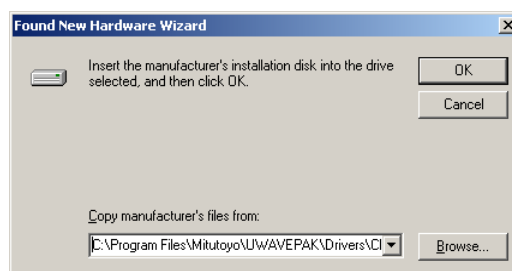 Found New Hardware Wizard
Insert the manufacturer's installation disk into the drive
selected, and then click OK.
OK
Cancel
Copy manufacturer's files from:
C:\Program Files\Mitutoyo\UWAVEPAK\Drivers\Cl
Browse...